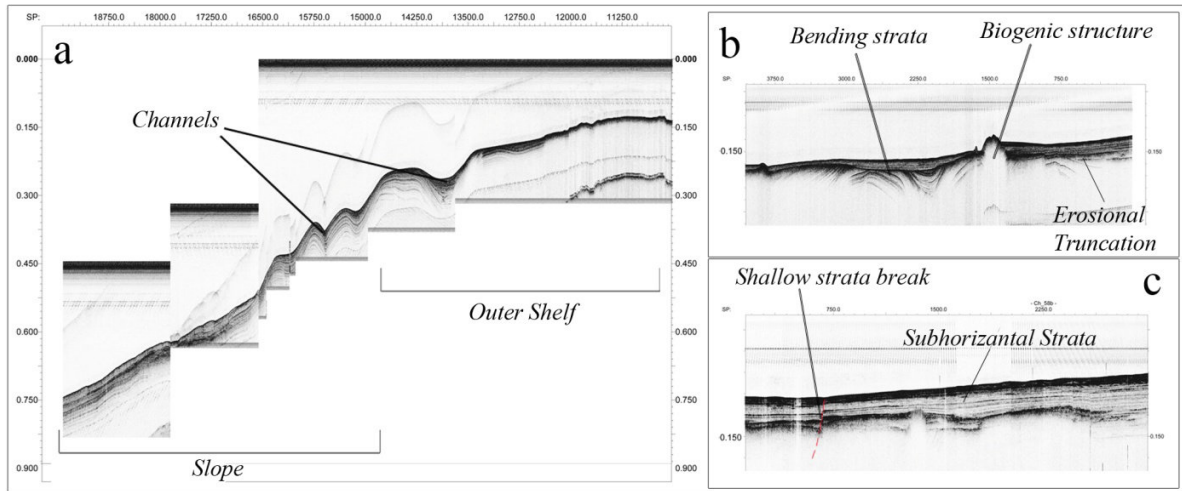 SP: 18750.0 18000.0 17250.0 16500.0 15750.0 15000.0 14250.0 13500.0 12750.0 12000.0 11250.0
a
0.000 0.000
Channels
0.150 0.150
0.300 0.300
0.450 0.450
Outer Shelf
0.600 0.600
0.750 0.750
Slope
0.900 0.900
b
Bending strata
Biogenic structure
SP: 3750.0 3000.0 2250.0 1500.0 750.0
0.150 0.150
Erosional
Truncation
c
Shallow strata break
- Ch_58b -
SP: 750.0 1500.0 2250.0
Subhorizantal Strata
0.150 0.150